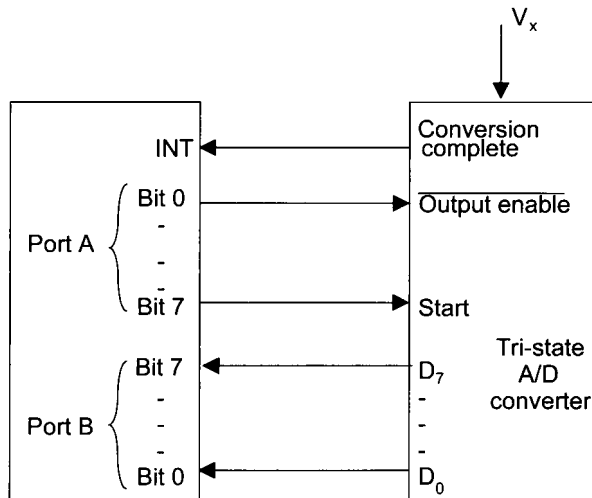 Vx
INT
Conversion
complete
Port A
Bit 0
-
-
-
Bit 7
Output enable
Start
Port B
Bit 7
-
-
-
Bit 0
D7
-
-
-
D0
Tri-state
A/D
converter